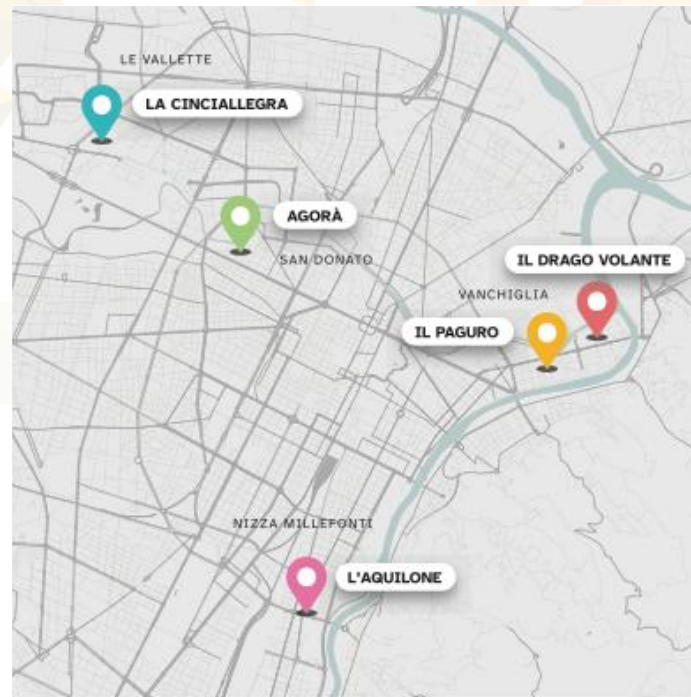 LE VALLETTE
LA CINCIALLEGRA
AGORÀ
SAN DONATO
IL DRAGO VOLANTE
VANCHIGLIA
IL PAGURO
NIZZA MILLEFONTI
L'AQUILONE